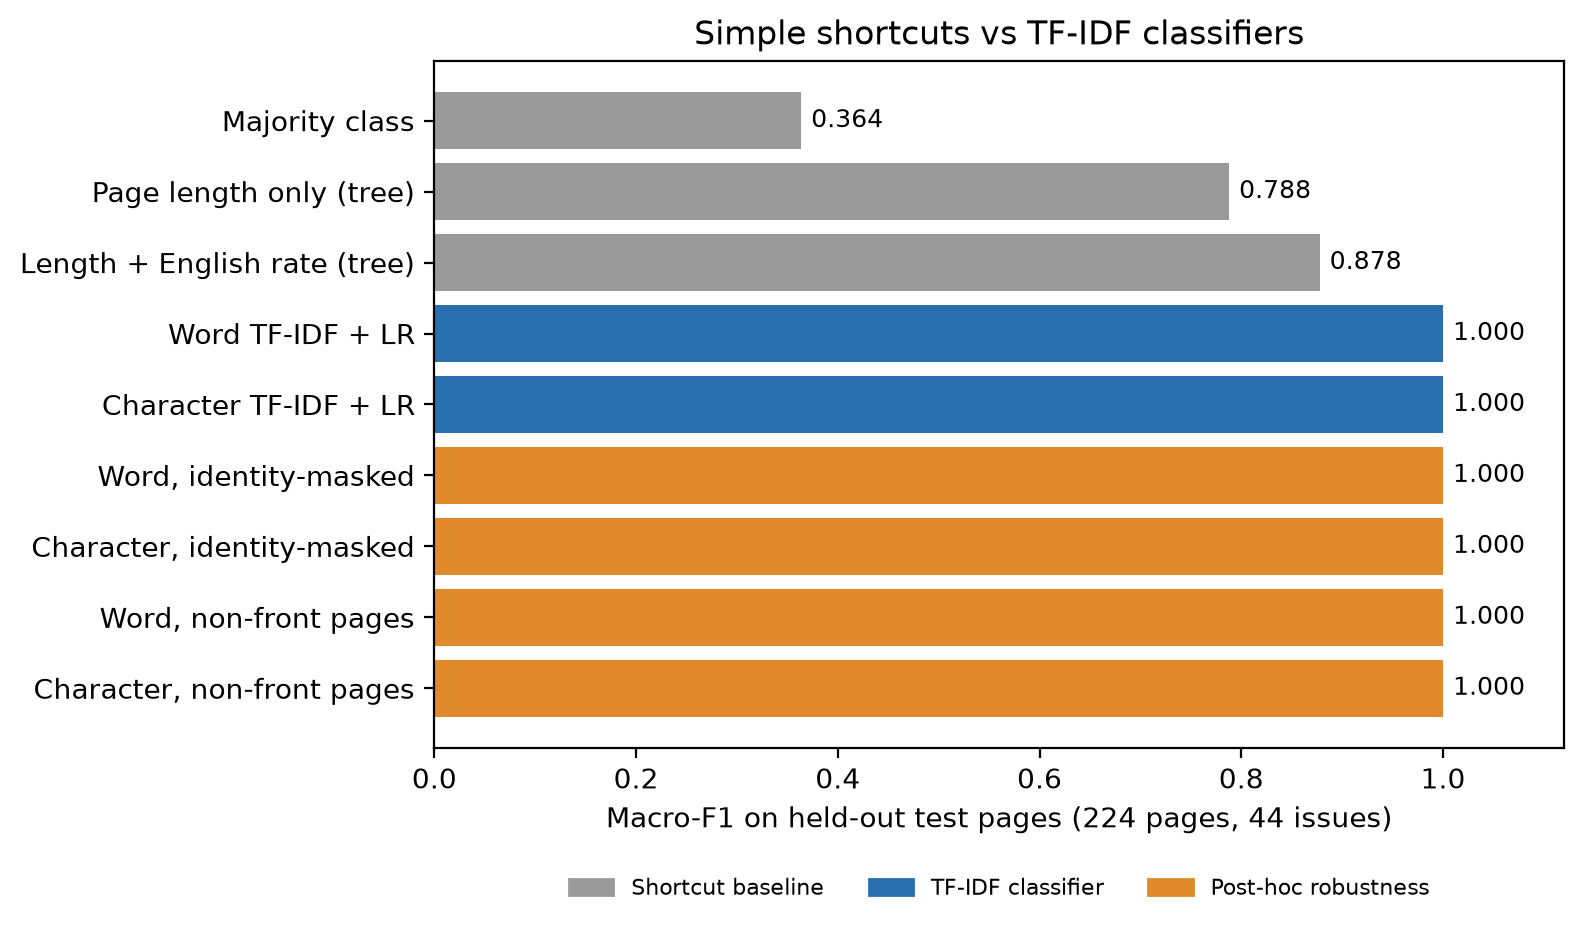 Simple shortcuts vs TF-IDF classifiers
Majority class
0.364
Page length only (tree)
0.788
Length + English rate (tree)
0.878
Word TF-IDF + LR
1.000
Character TF-IDF + LR
1.000
Word, identity-masked
1.000
Character, identity-masked
1.000
Word, non-front pages
1.000
Character, non-front pages
1.000
0.0 0.2 0.4 0.6 0.8 1.0
Macro-F1 on held-out test pages (224 pages, 44 issues)
Shortcut baseline TF-IDF classifier Post-hoc robustness